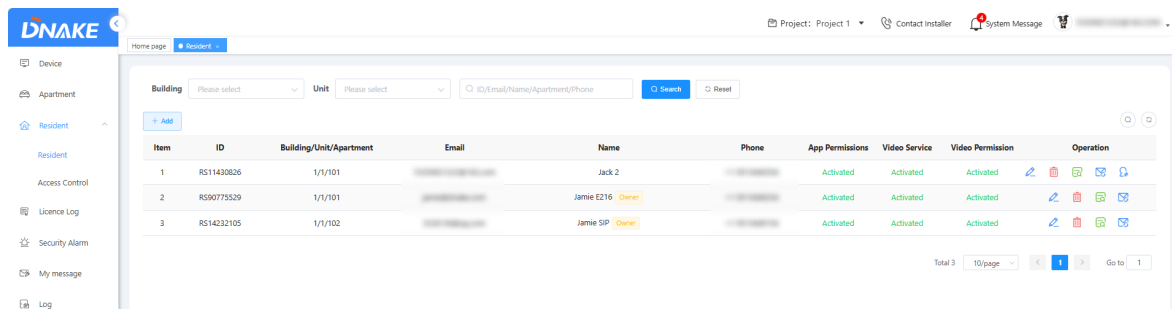 DNAKE
Project: Project 1
Contact Installer
4
System Message
Home page
Resident ×
Device
Apartment
Resident
Resident
Access Control
Licence Log
Security Alarm
My message
Log
Building Please select Unit Please select ID/Email/Name/Apartment/Phone Search Reset
+ Add
Item ID Building/Unit/Apartment Email Name Phone App Permissions Video Service Video Permission Operation
1 RS11430826 1/1/101 Jack 2 Activated Activated Activated
2 RS90775529 1/1/101 Jamie E216 Owner Activated Activated Activated
3 RS14232105 1/1/102 Jamie SIP Owner Activated Activated Activated
Total 3 10/page < 1 > Go to 1